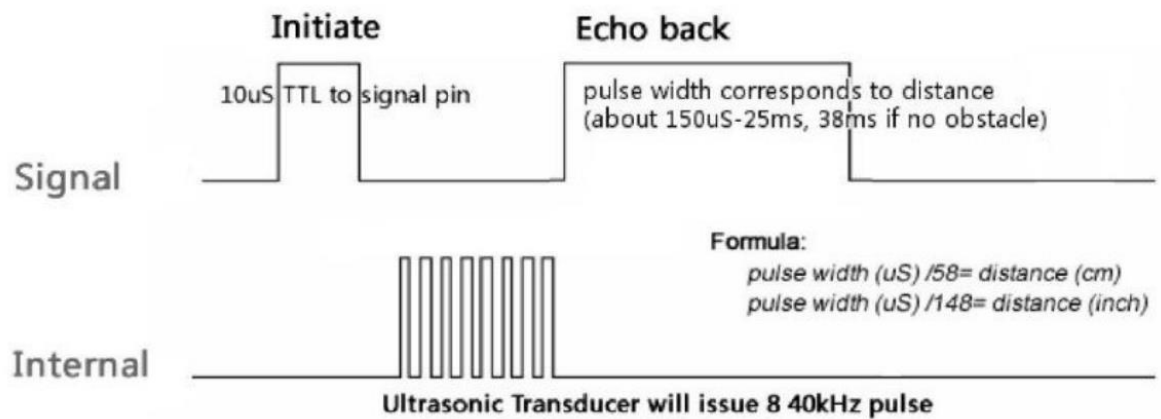 Initiate
Echo back
10uS TTL to signal pin
pulse width corresponds to distance
(about 150uS-25ms, 38ms if no obstacle)
Signal
Formula:
pulse width (uS) /58= distance (cm)
pulse width (uS) /148= distance (inch)
Internal
Ultrasonic Transducer will issue 8 40kHz pulse